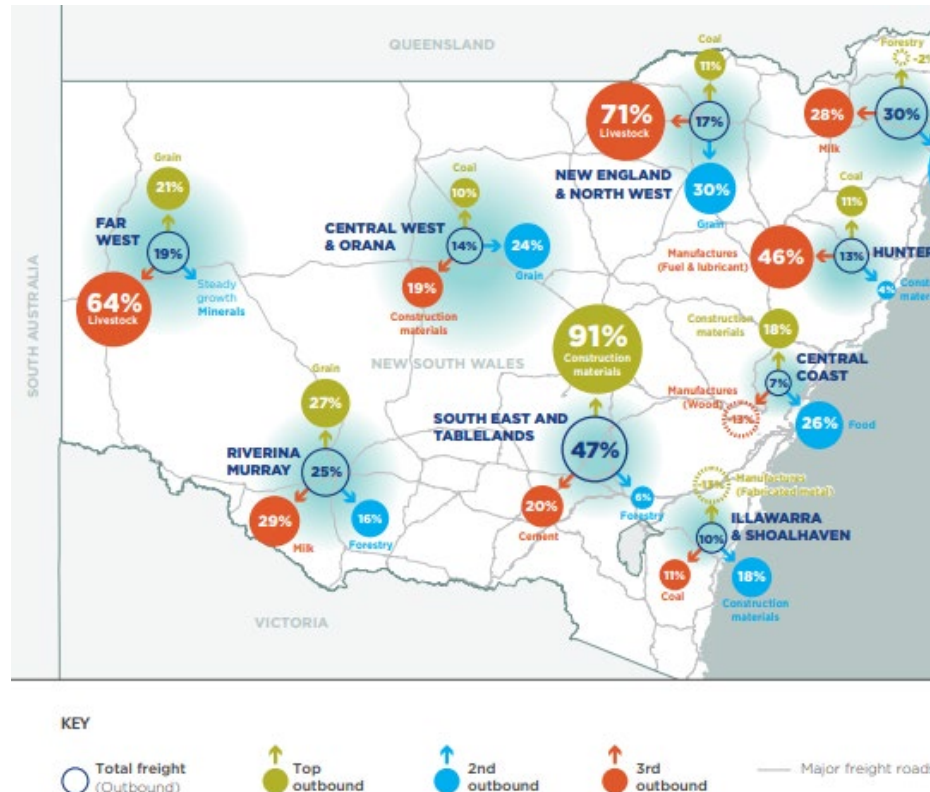 QUEENSLAND
Coal
11%
Forestry
-2
71%
Livestock
17%
28%
Milk
30%
NEW ENGLAND
& NORTH WEST
30%
Grain
Grain
21%
FAR
WEST
19%
Steady
growth
Minerals
64%
Livestock
Coal
10%
CENTRAL WEST
& ORANA
14%
24%
Grain
19%
Construction
materials
Coal
11%
Manufactures
(Fuel & lubricant)
46%
13%
HUNTER
4%
Const
mater
SOUTH AUSTRALIA
NEW SOUTH WALES
91%
Construction
materials
Construction
materials
18%
CENTRAL
COAST
7%
Manufactures
(Wood)
-13%
26%
Food
Grain
27%
RIVERINA
MURRAY
25%
29%
Milk
16%
Forestry
SOUTH EAST AND
TABLELANDS
47%
20%
Cement
6%
Forestry
-13%
Manufactures
(Fabricated metal)
ILLAWARRA
& SHOALHAVEN
10%
11%
Coal
18%
Construction
materials
VICTORIA
KEY
Total freight
(Outbound)
Top
outbound
2nd
outbound
3rd
outbound
Major freight road